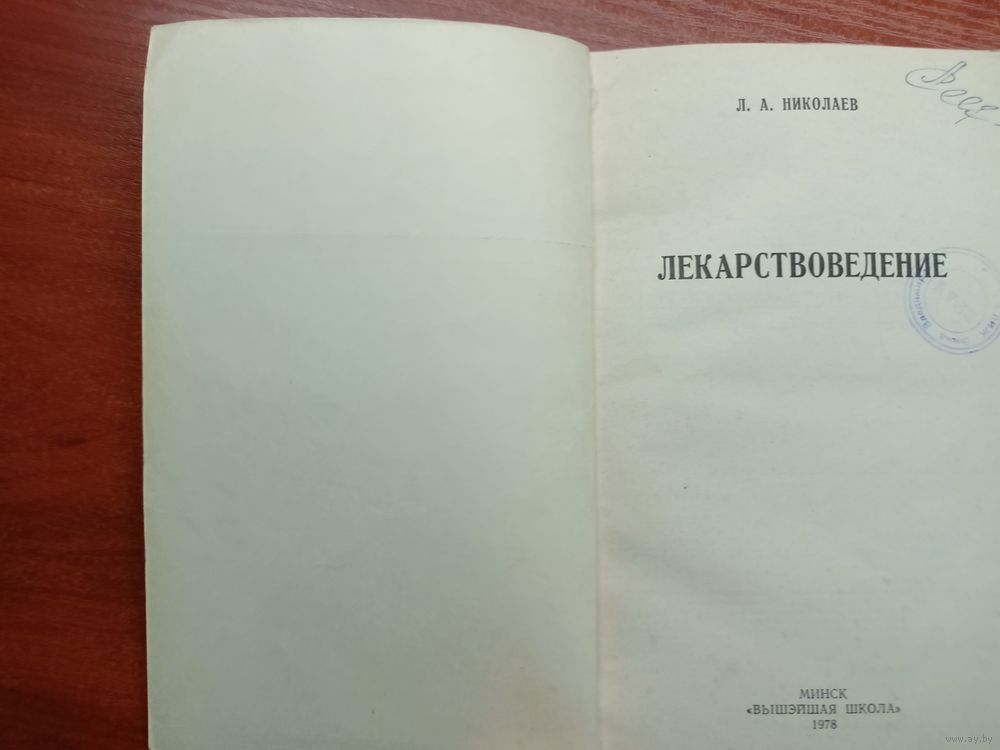 Л. А. НИКОЛАЕВ
ЛЕКАРСТВОВЕДЕНИЕ
МИНСК
«ВЫШЭЙШАЯ ШКОЛА»
1978
www.ay.by